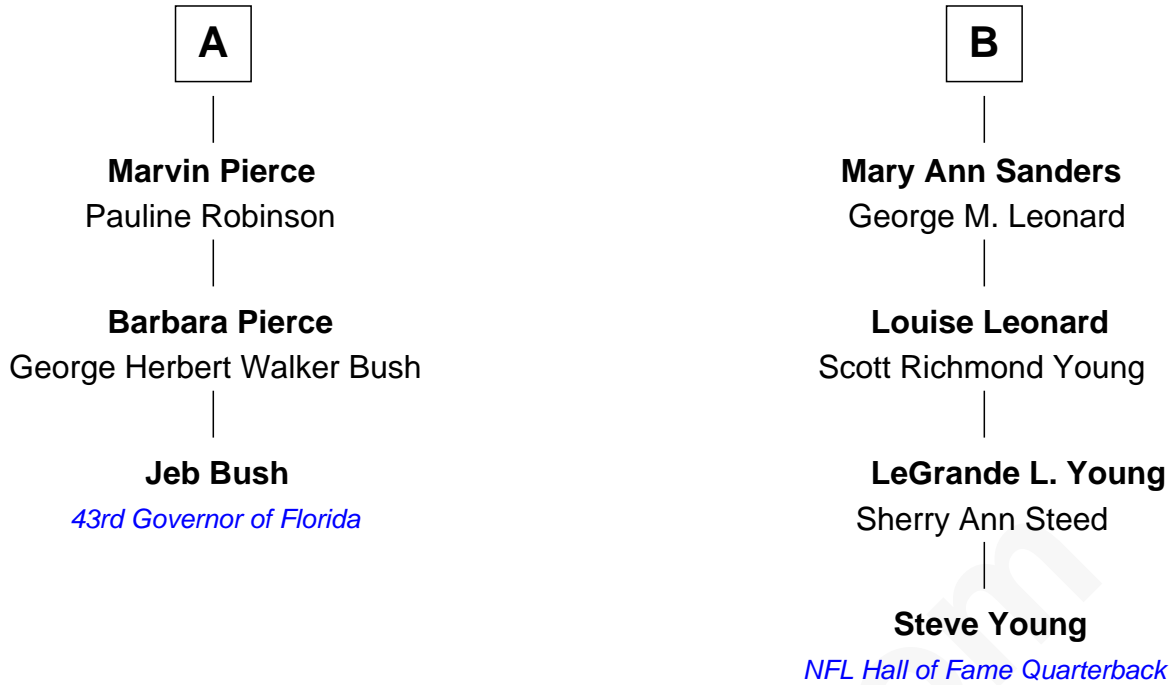 A
Marvin Pierce
Pauline Robinson
Barbara Pierce
George Herbert Walker Bush
Jeb Bush
43rd Governor of Florida
B
Mary Ann Sanders
George M. Leonard
Louise Leonard
Scott Richmond Young
LeGrande L. Young
Sherry Ann Steed
Steve Young
NFL Hall of Fame Quarterback